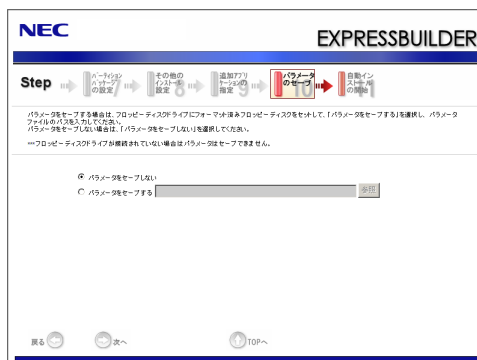 NEC
EXPRESSBUILDER
Step
パーティション
パッケージ
の設定
7
その他の
インストール
設定
8
追加アプリ
ケーションの
指定
9
パラメータ
のセーブ
10
自動イン
ストール
の開始
11
パラメータをセーブする場合は、フロッピーディスクドライブにフォーマット済みフロッピーディスクをセットして、「パラメータをセーブする」を選択し、パラメータ
ファイルのパスを入力してください。
パラメータをセーブしない場合は、「パラメータをセーブしない」を選択してください。
***フロッピーディスクドライブが接続されていない場合はパラメータはセーブできません。
パラメータをセーブしない
パラメータをセーブする
参照
戻る
次へ
TOPへ